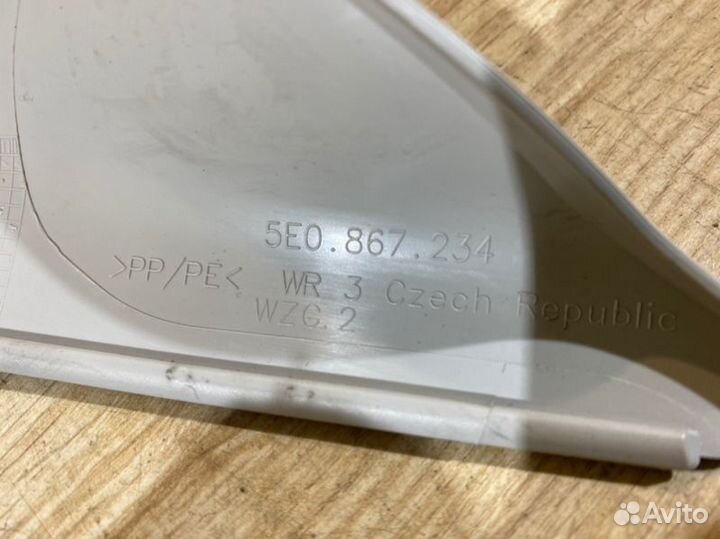 5E0.867.234
>PP/PE< WR 3 Czech Republic
WZG.2
Avito